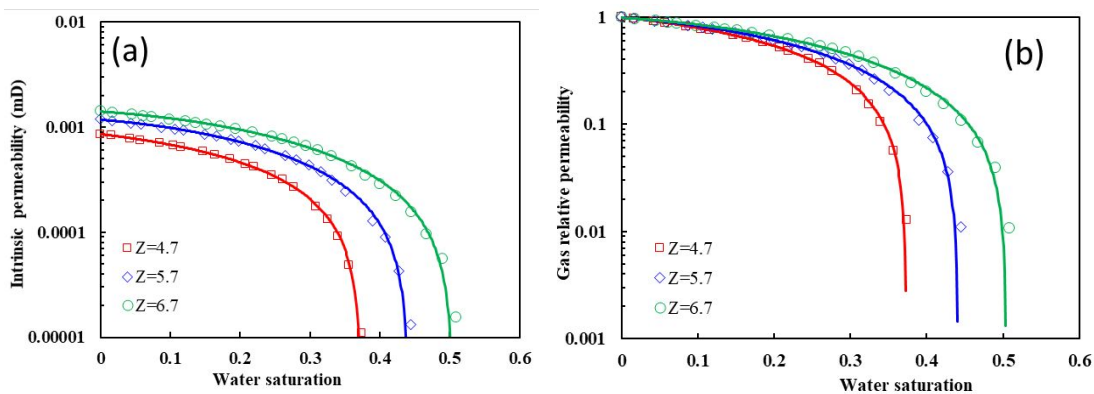 (a)
Intrinsic permeability (mD)
0.01
0.001
0.0001
0.00001
Z=4.7
Z=5.7
Z=6.7
0 0.1 0.2 0.3 0.4 0.5 0.6
Water saturation
(b)
Gas relative permeability
1
0.1
0.01
0.001
Z=4.7
Z=5.7
Z=6.7
0 0.1 0.2 0.3 0.4 0.5 0.6
Water saturation